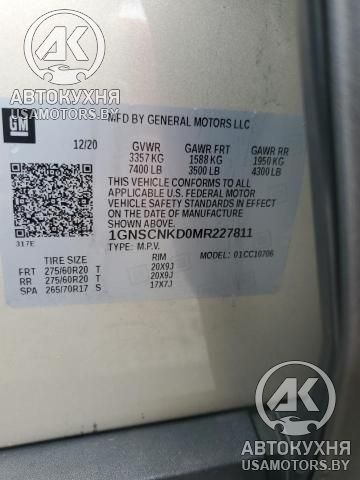 АВТОКУХНЯ
USAMOTORS.BY
GM
MFD BY GENERAL MOTORS LLC
12/20 GVWR GAWR FRT GAWR RR
3357 KG 1588 KG 1950 KG
7400 LB 3500 LB 4300 LB
THIS VEHICLE CONFORMS TO ALL
APPLICABLE U.S. FEDERAL MOTOR
VEHICLE SAFETY STANDARDS IN EFFECT
ON THE DATE OF MANUFACTURE
SHOWN ABOVE.
1GNSCNKD0MR227811
317E
TYPE: M.P.V. MODEL: 01CC10706
TIRE SIZE RIM
FRT 275/60R20 T 20X9J
RR 275/60R20 T 20X9J
SPA 265/70R17 S 17X7J
АВТОКУХНЯ
USAMOTORS.BY